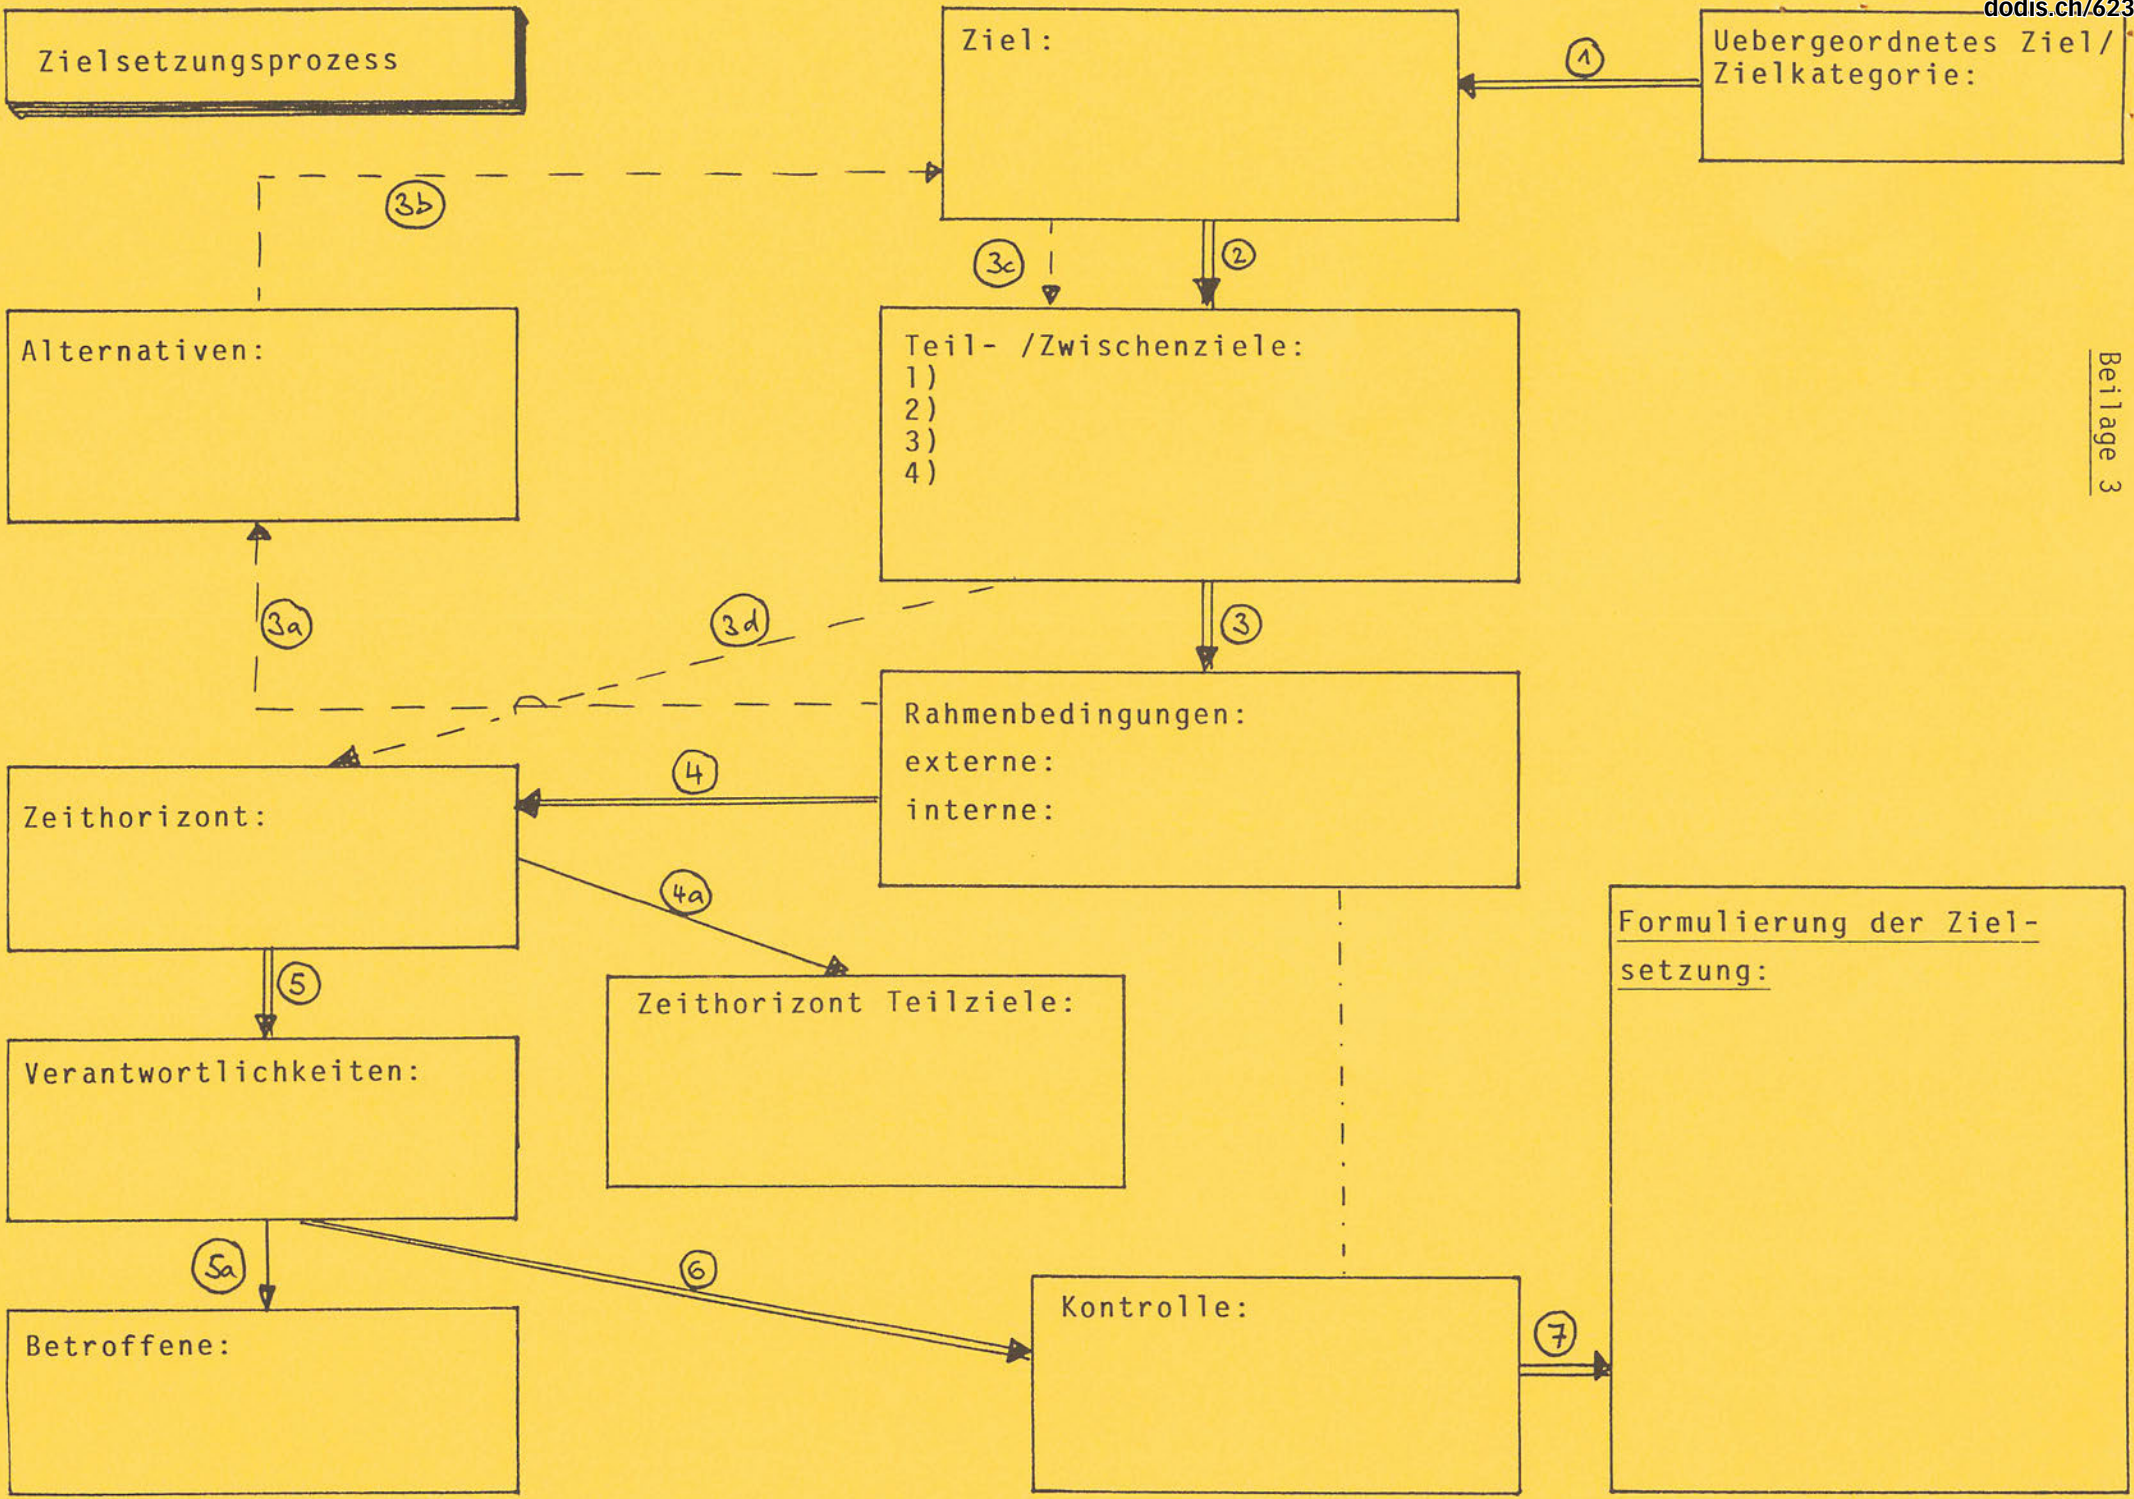 dodis.ch/623
Zielsetzungsprozess
Ziel:
1
Uebergeordnetes Ziel/
Zielkategorie:
3b
3c
2
Alternativen:
Teil- /Zwischenziele:
1)
2)
3)
4)
Beilage 3
3a
3d
3
Rahmenbedingungen:
externe:
interne:
4
Zeithorizont:
4a
Formulierung der Ziel-
setzung:
5
Zeithorizont Teilziele:
Verantwortlichkeiten:
5a
6
Kontrolle:
7
Betroffene: